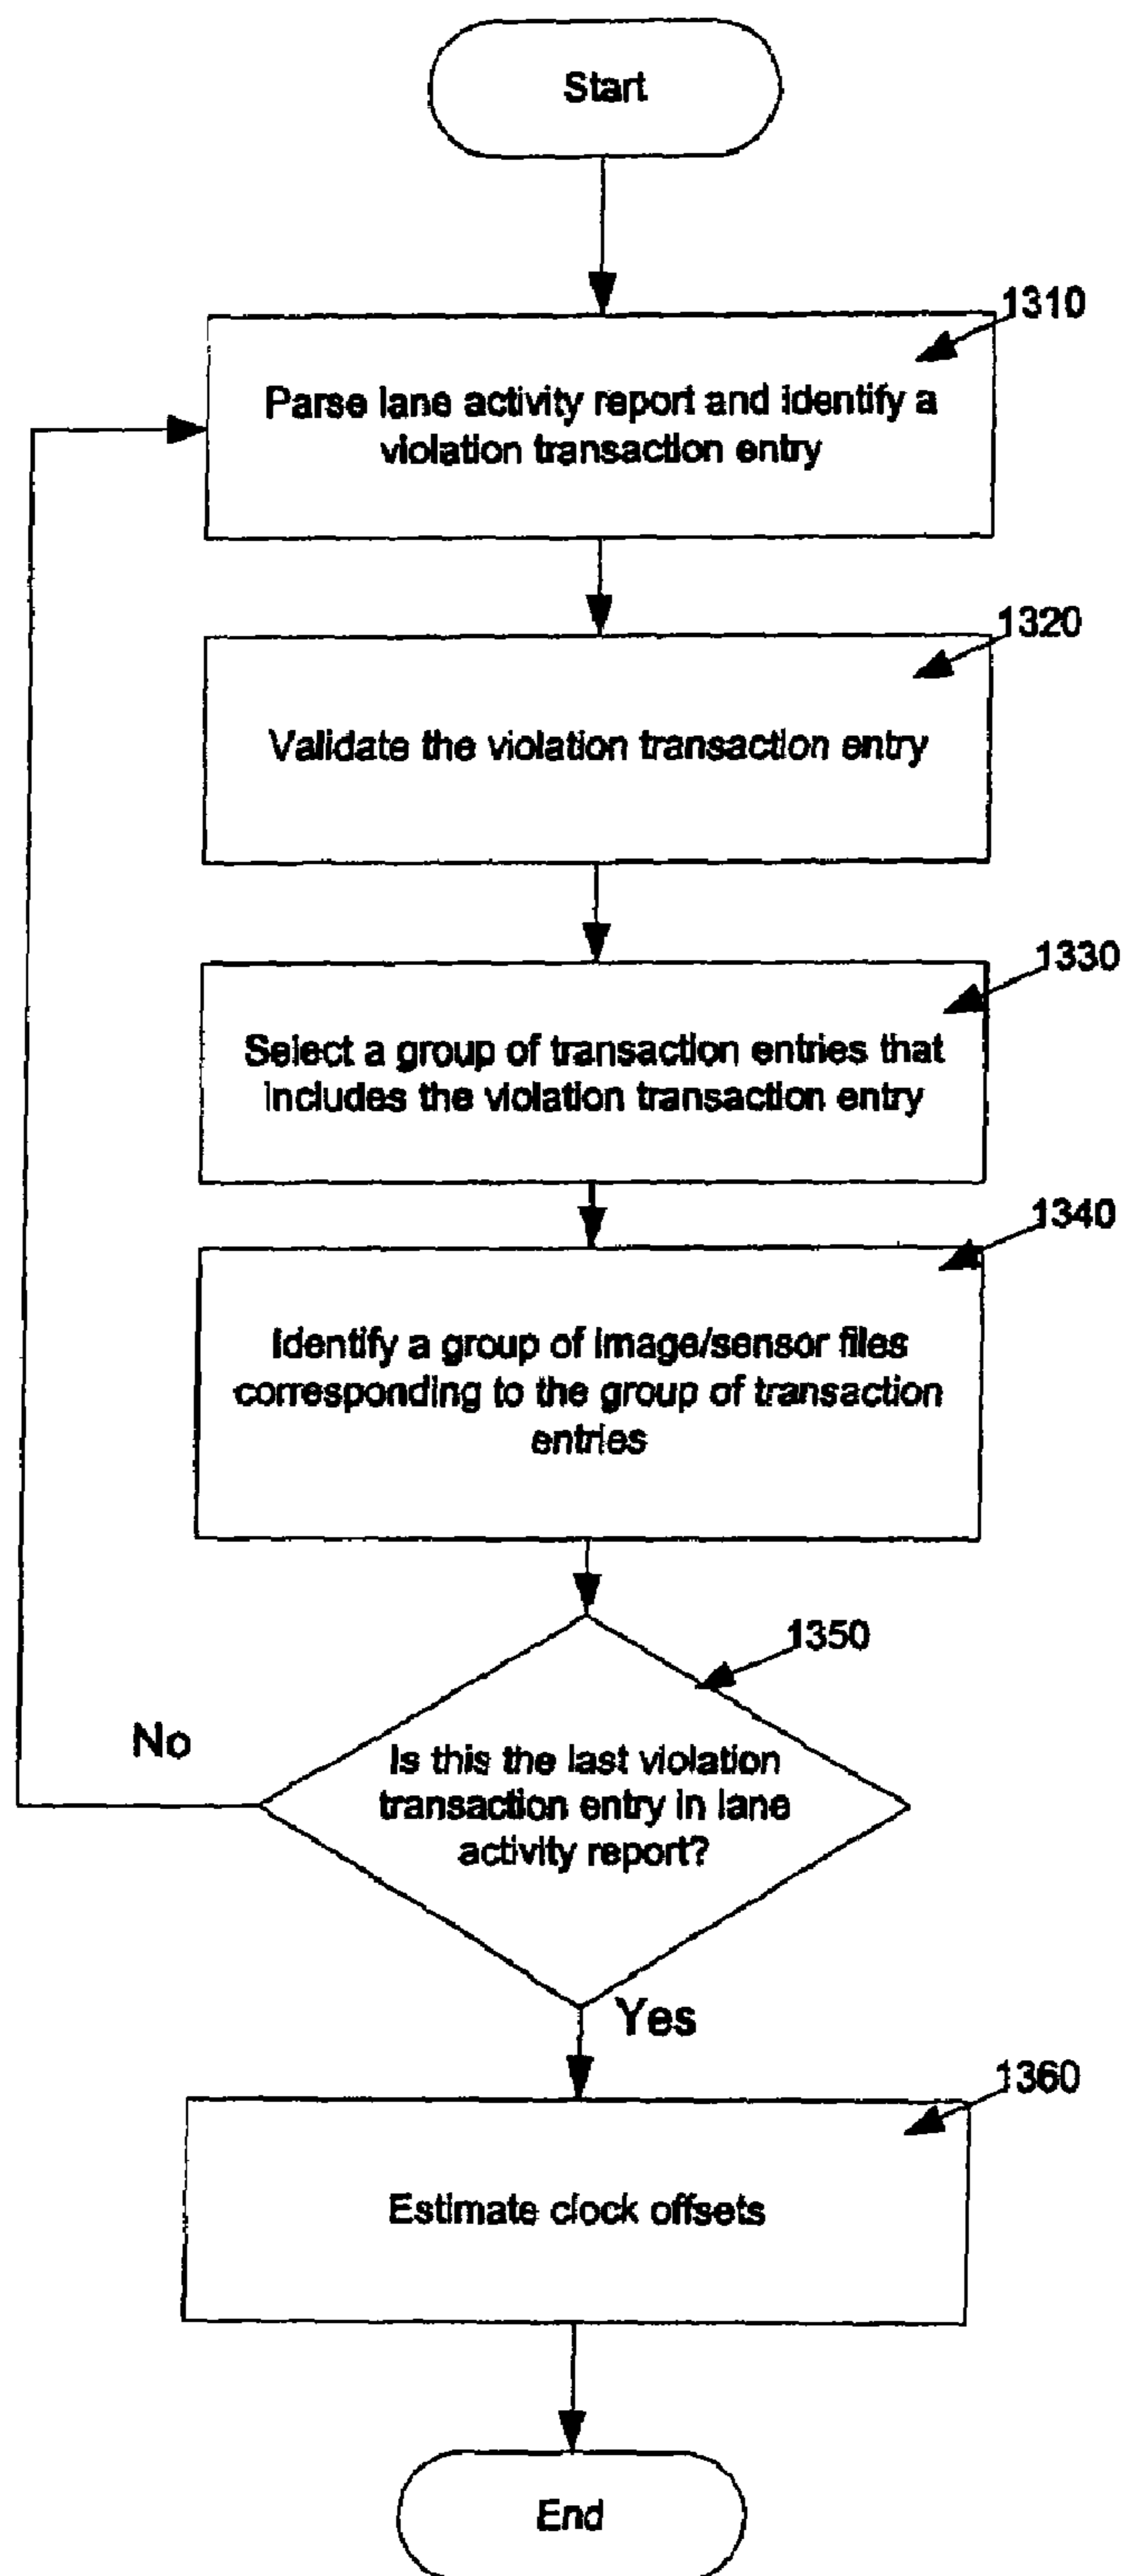 Start
1310
Parse lane activity report and identify a
violation transaction entry
1320
Validate the violation transaction entry
1330
Select a group of transaction entries that
includes the violation transaction entry
1340
Identify a group of image/sensor files
corresponding to the group of transaction
entries
1350
No
Is this the last violation
transaction entry in lane
activity report?
Yes
1360
Estimate clock offsets
End